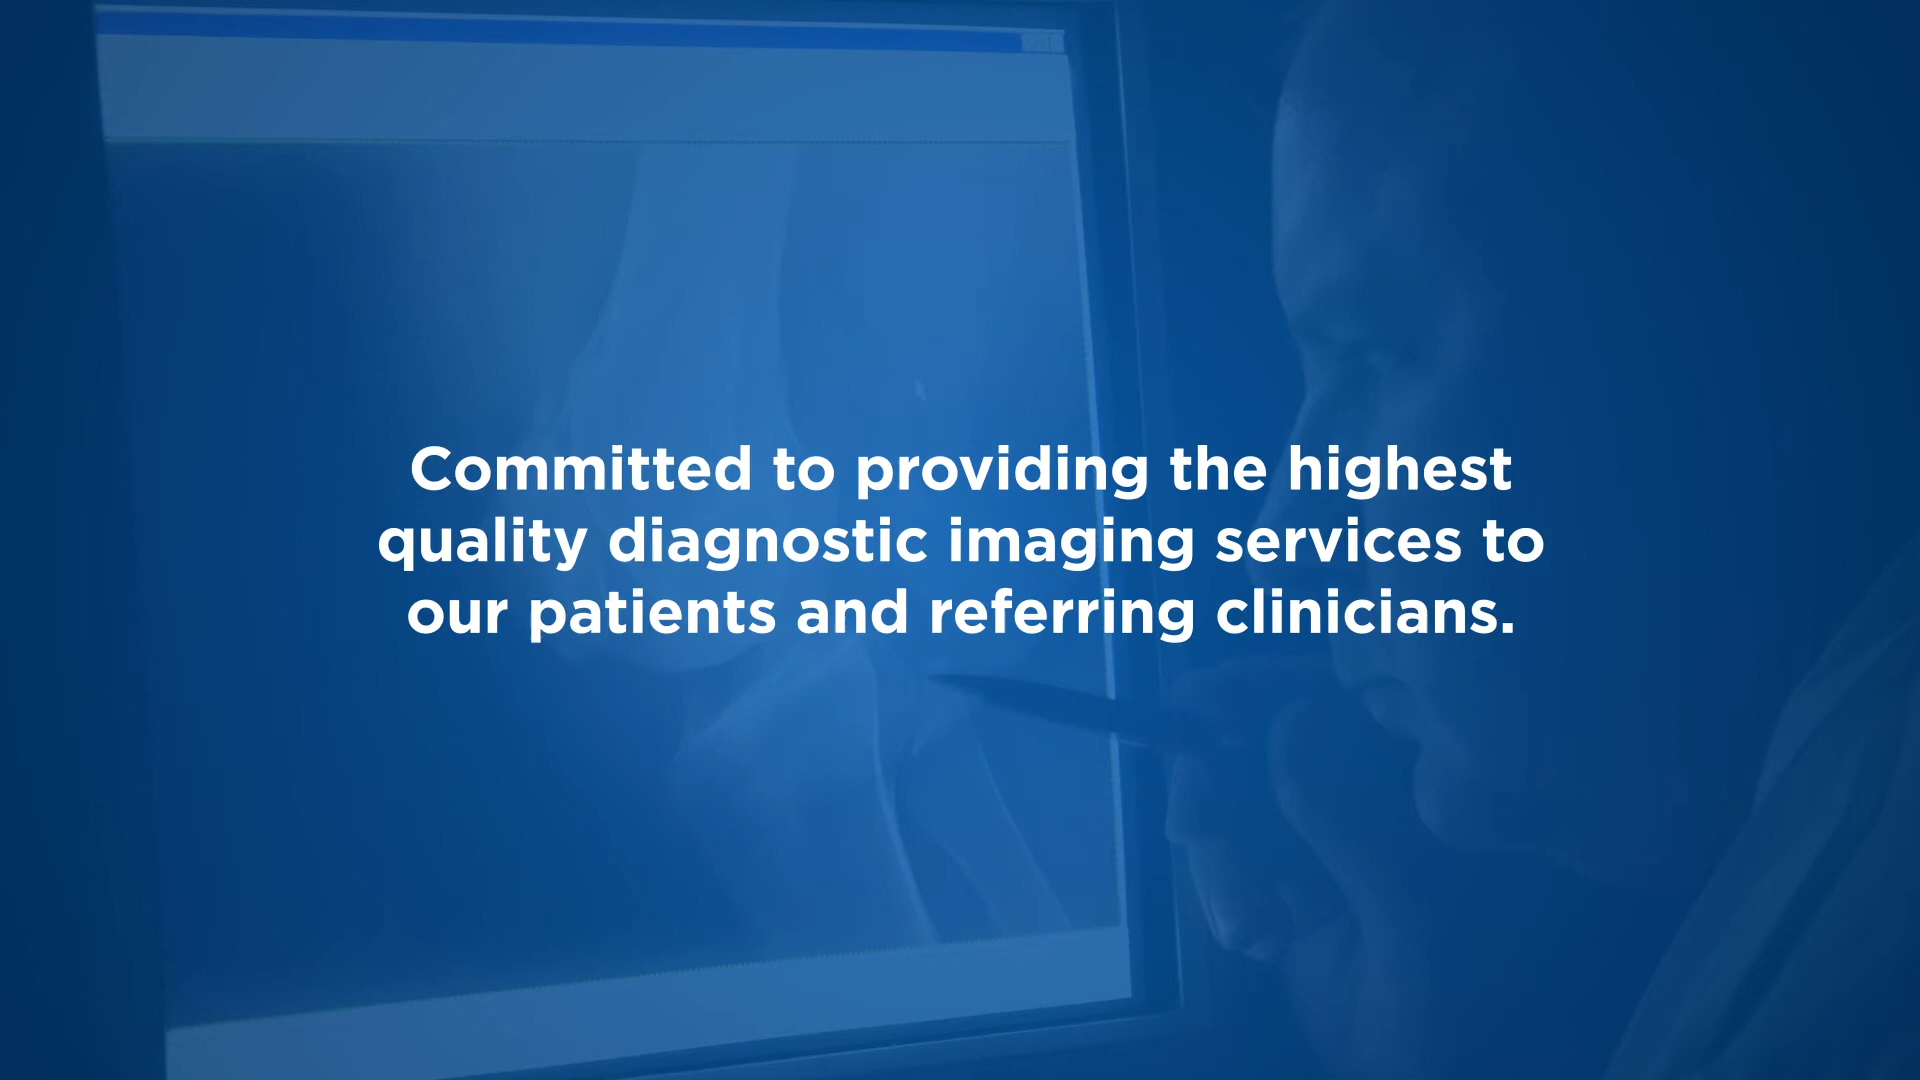 Committed to providing the highest
quality diagnostic imaging services to
our patients and referring clinicians.